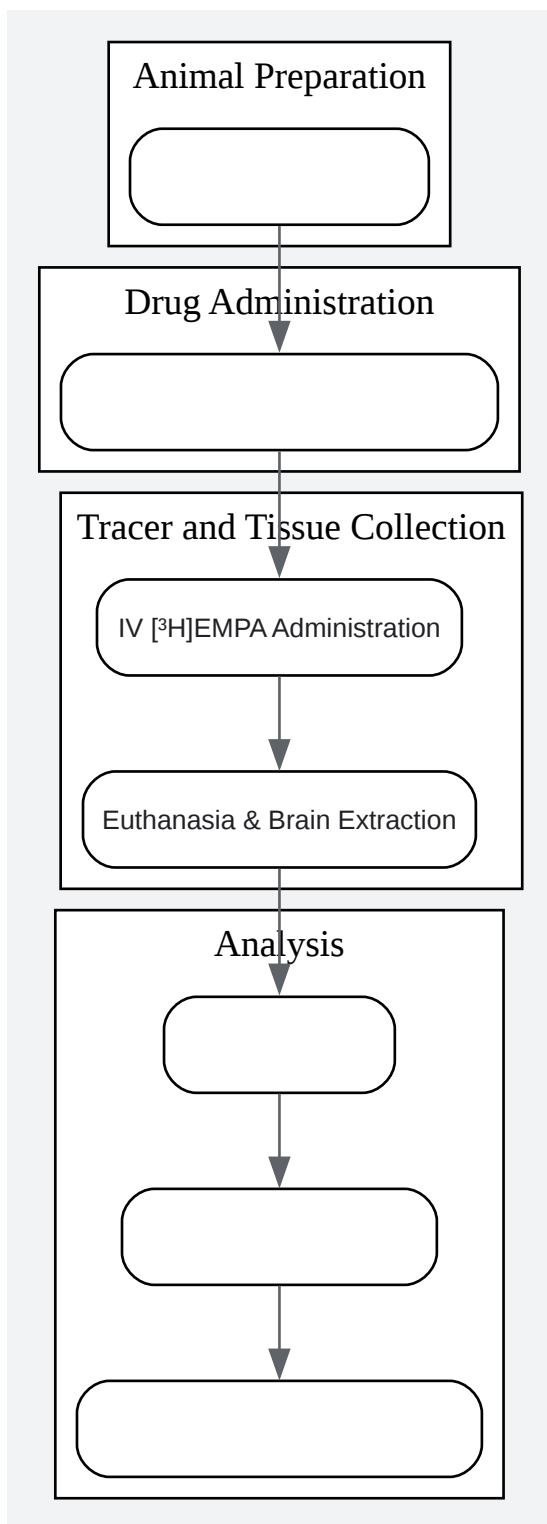 Animal Preparation
Drug Administration
Tracer and Tissue Collection
IV [³H]EMPA Administration
Euthanasia & Brain Extraction
Analysis